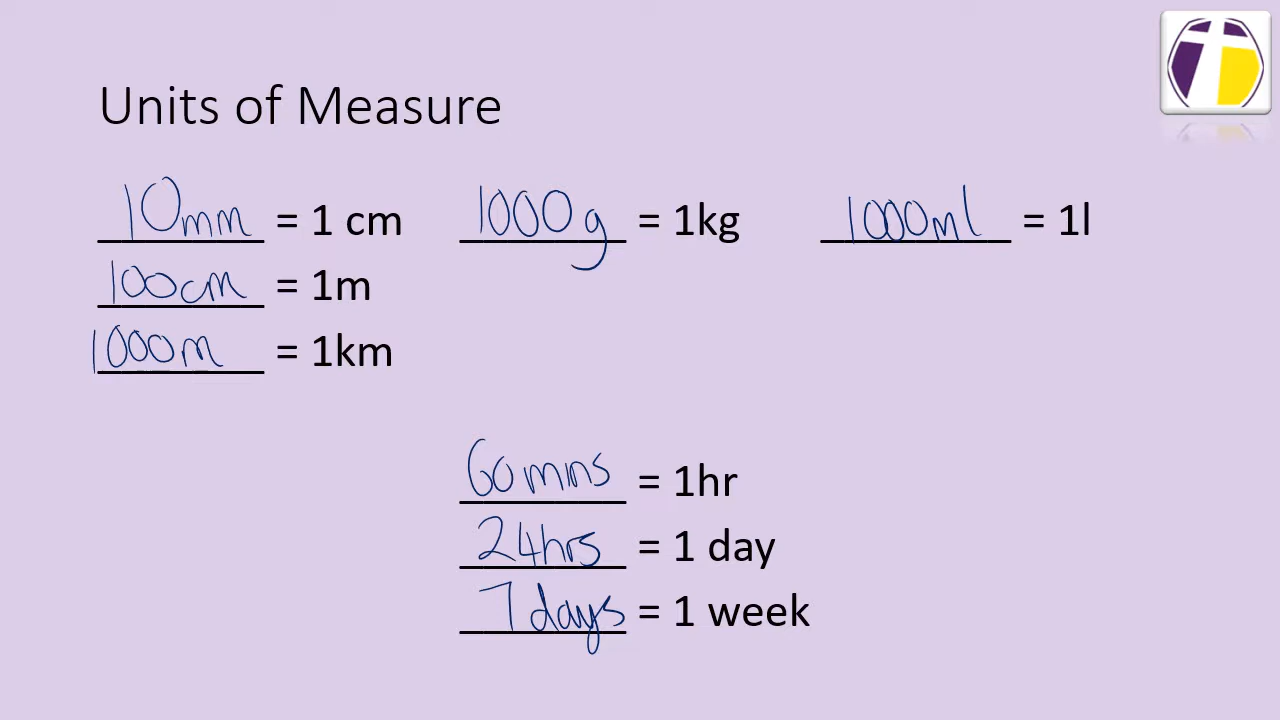 Units of Measure
10mm = 1 cm
100cm = 1m
1000m = 1km
1000g = 1kg
1000ml = 1l
60mns = 1hr
24hrs = 1 day
7days = 1 week